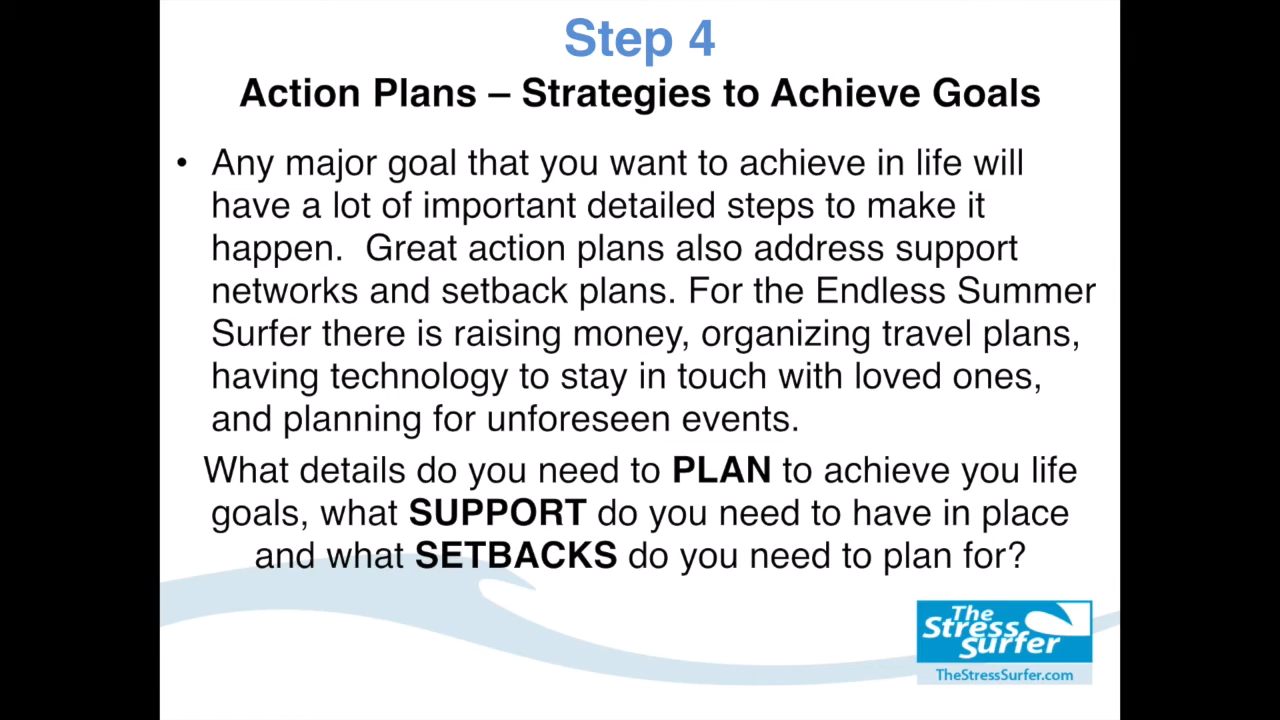 Step 4
Action Plans – Strategies to Achieve Goals
• Any major goal that you want to achieve in life will
have a lot of important detailed steps to make it
happen.  Great action plans also address support
networks and setback plans. For the Endless Summer
Surfer there is raising money, organizing travel plans,
having technology to stay in touch with loved ones,
and planning for unforeseen events.
What details do you need to PLAN to achieve you life
goals, what SUPPORT do you need to have in place
and what SETBACKS do you need to plan for?
The
Stress
Surfer
TheStressSurfer.com